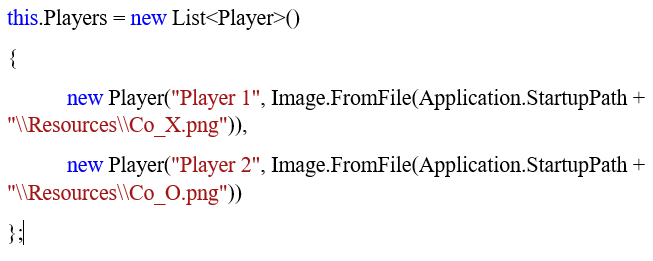 this.Players = new List<Player>()
{
new Player("Player 1", Image.FromFile(Application.StartupPath +
"\\Resources\\Co_X.png")),
new Player("Player 2", Image.FromFile(Application.StartupPath +
"\\Resources\\Co_O.png"))
};